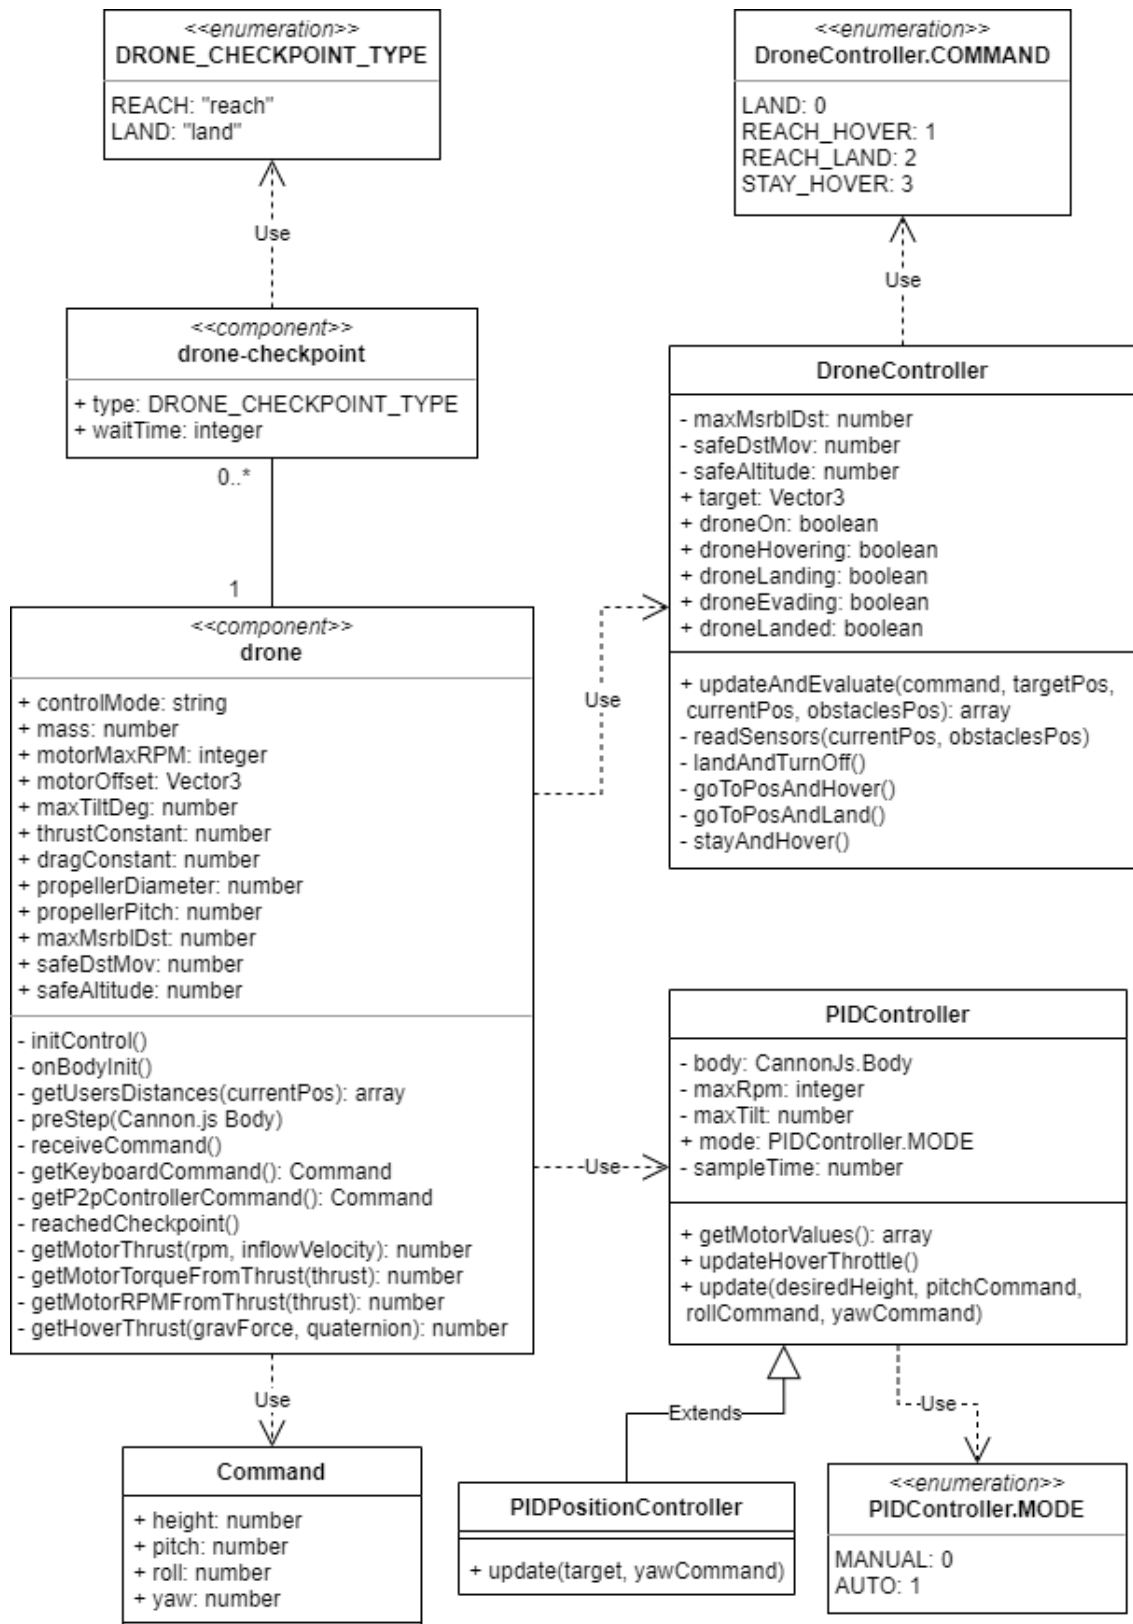 <<enumeration>>
DRONE_CHECKPOINT_TYPE
REACH: "reach"
LAND: "land"
Use
<<component>>
drone-checkpoint
+ type: DRONE_CHECKPOINT_TYPE
+ waitTime: integer
0..*
1
<<component>>
drone
+ controlMode: string
+ mass: number
+ motorMaxRPM: integer
+ motorOffset: Vector3
+ maxTiltDeg: number
+ thrustConstant: number
+ dragConstant: number
+ propellerDiameter: number
+ propellerPitch: number
+ maxMsrblDst: number
+ safeDstMov: number
+ safeAltitude: number
- initControl()
- onBodyInit()
- getUsersDistances(currentPos): array
- preStep(Cannon.js Body)
- receiveCommand()
- getKeyboardCommand(): Command
- getP2pControllerCommand(): Command
- reachedCheckpoint()
- getMotorThrust(rpm, inflowVelocity): number
- getMotorTorqueFromThrust(thrust): number
- getMotorRPMFromThrust(thrust): number
- getHoverThrust(gravForce, quaternion): number
Use
Command
+ height: number
+ pitch: number
+ roll: number
+ yaw: number
<<enumeration>>
DroneController.COMMAND
LAND: 0
REACH_HOVER: 1
REACH_LAND: 2
STAY_HOVER: 3
Use
DroneController
- maxMsrblDst: number
- safeDstMov: number
- safeAltitude: number
+ target: Vector3
+ droneOn: boolean
+ droneHovering: boolean
+ droneLanding: boolean
+ droneEvading: boolean
+ droneLanded: boolean
+ updateAndEvaluate(command, targetPos,
currentPos, obstaclesPos): array
- readSensors(currentPos, obstaclesPos)
- landAndTurnOff()
- goToPosAndHover()
- goToPosAndLand()
- stayAndHover()
Use
PIDController
- body: CannonJs.Body
- maxRpm: integer
- maxTilt: number
+ mode: PIDController.MODE
- sampleTime: number
+ getMotorValues(): array
+ updateHoverThrottle()
+ update(desiredHeight, pitchCommand,
rollCommand, yawCommand)
Use
Extends
Use
PIDPositionController
+ update(target, yawCommand)
<<enumeration>>
PIDController.MODE
MANUAL: 0
AUTO: 1